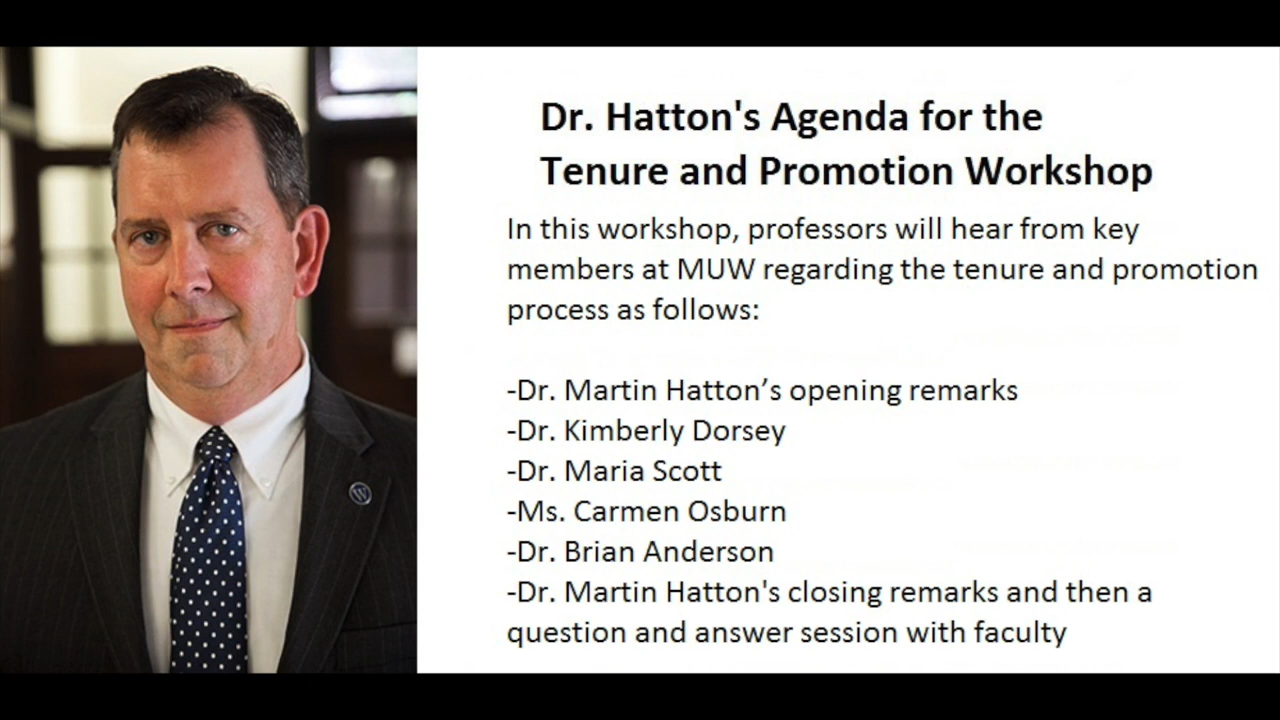 Dr. Hatton's Agenda for the
Tenure and Promotion Workshop
In this workshop, professors will hear from key
members at MUW regarding the tenure and promotion
process as follows:
-Dr. Martin Hatton’s opening remarks
-Dr. Kimberly Dorsey
-Dr. Maria Scott
-Ms. Carmen Osburn
-Dr. Brian Anderson
-Dr. Martin Hatton's closing remarks and then a
question and answer session with faculty
W